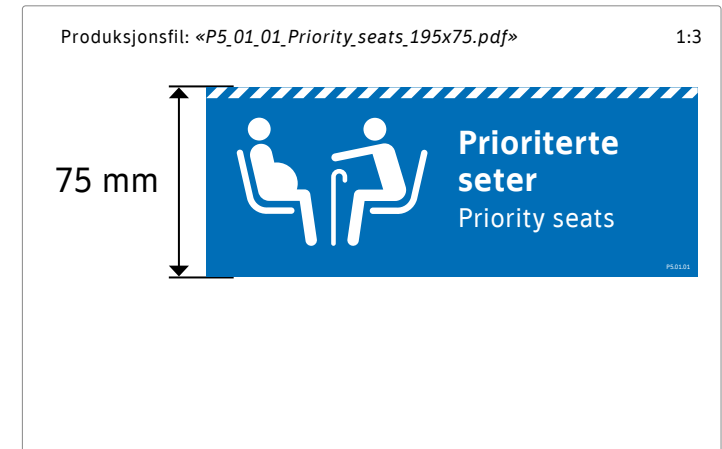 Produksjonsfil: «P5_01_01_Priority_seats_195x75.pdf» 1:3
75 mm
Prioriterte
seter
Priority seats
P5.01.01